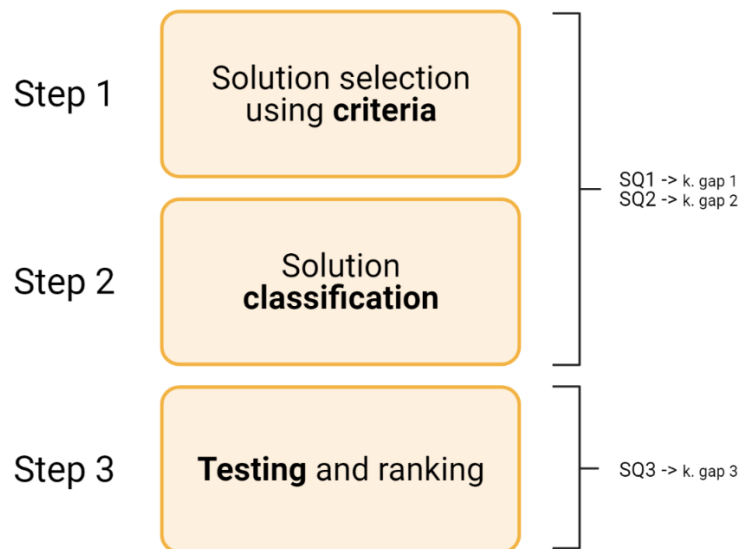 Step 1
Solution selection
using criteria
SQ1 -> k. gap 1
SQ2 -> k. gap 2
Step 2
Solution
classification
Step 3
Testing and ranking
SQ3 -> k. gap 3